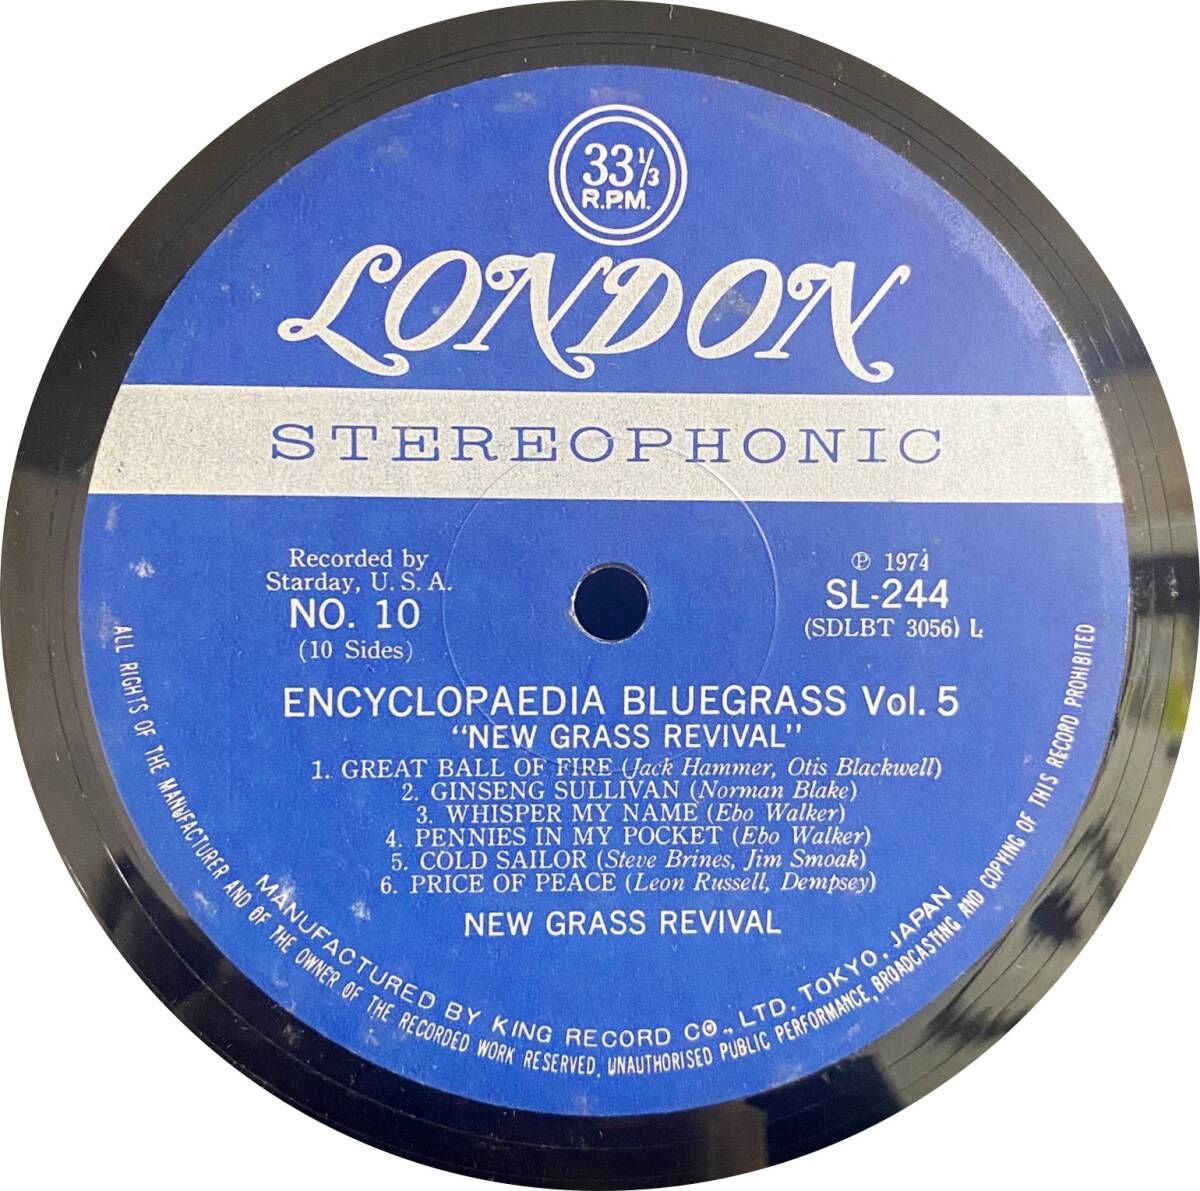 33 1/3
R.P.M.
LONDON
STEREOPHONIC
Recorded by
Starday, U. S. A.
NO. 10
(10 Sides)
℗ 1974
SL-244
(SDLBT 3056) L
ENCYCLOPAEDIA BLUEGRASS Vol. 5
"NEW GRASS REVIVAL"
1. GREAT BALL OF FIRE (Jack Hammer, Otis Blackwell)
2. GINSENG SULLIVAN (Norman Blake)
3. WHISPER MY NAME (Ebo Walker)
4. PENNIES IN MY POCKET (Ebo Walker)
5. COLD SAILOR (Steve Brines, Jim Smoak)
6. PRICE OF PEACE (Leon Russell, Dempsey)
NEW GRASS REVIVAL
MANUFACTURED BY KING RECORD CO., LTD. TOKYO, JAPAN
ALL RIGHTS OF THE MANUFACTURER AND OF THE OWNER OF THE RECORDED WORK RESERVED. UNAUTHORISED PUBLIC PERFORMANCE, BROADCASTING AND COPYING OF THIS RECORD PROHIBITED